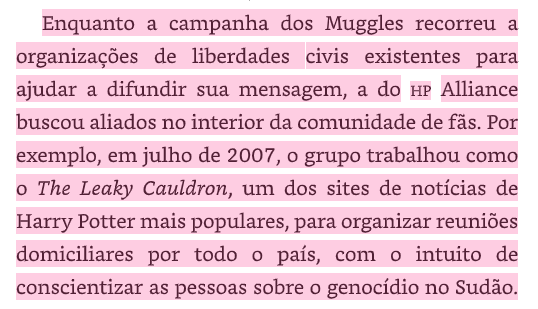 Enquanto a campanha dos Muggles recorreu a
organizações de liberdades civis existentes para
ajudar a difundir sua mensagem, a do HP Alliance
buscou aliados no interior da comunidade de fãs. Por
exemplo, em julho de 2007, o grupo trabalhou como
o The Leaky Cauldron, um dos sites de notícias de
Harry Potter mais populares, para organizar reuniões
domiciliares por todo o país, com o intuito de
conscientizar as pessoas sobre o genocídio no Sudão.